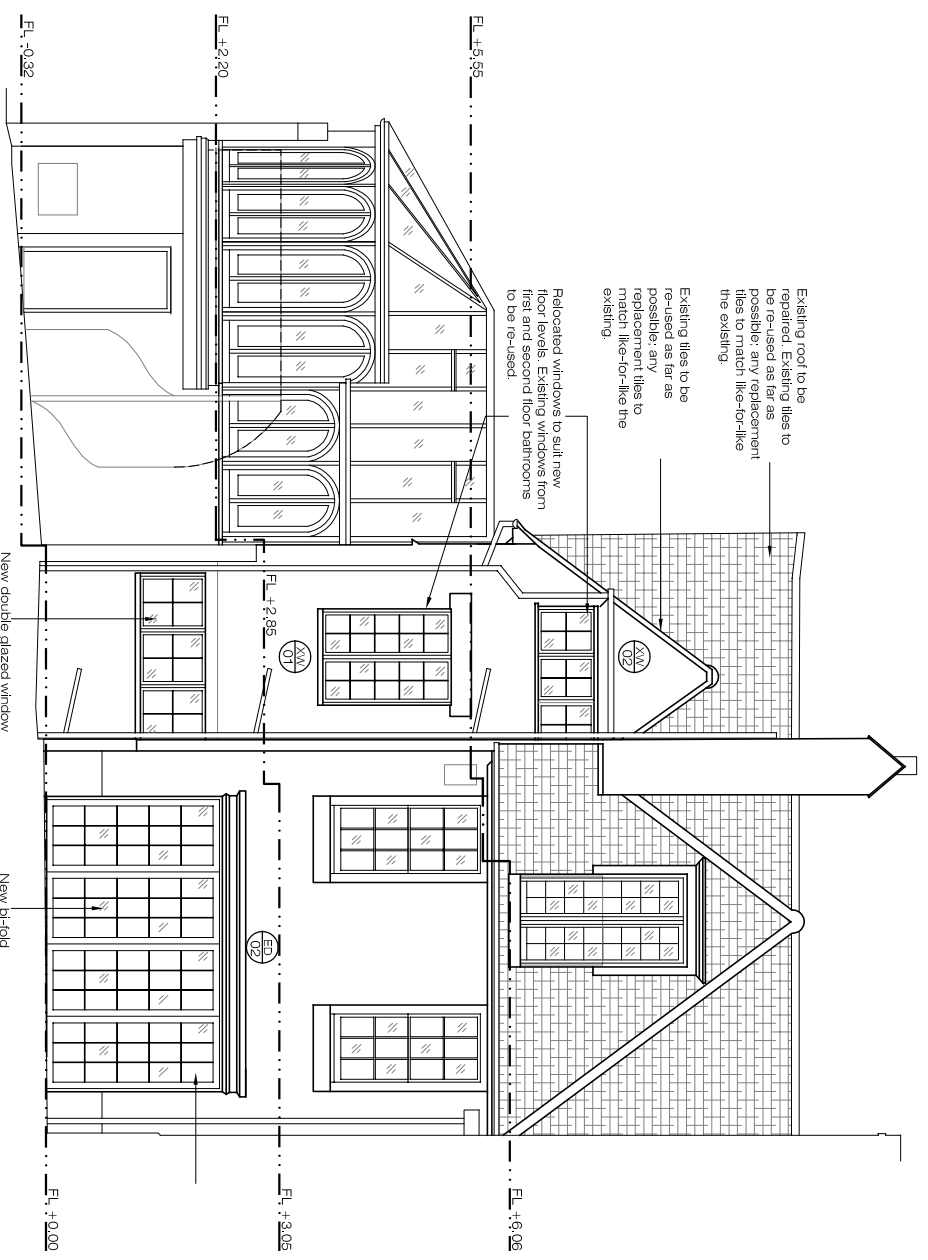 Existing roof to be
repaired. Existing tiles to
be re-used as far as
possible; any replacement
tiles to match like-for-like
the existing.
Existing tiles to be
re-used as far as
possible; any
replacement tiles to
match like-for-like the
existing.
Relocated windows to suit new
floor levels. Existing windows from
first and second floor bathrooms
to be re-used.
FL +5.55
FL +2.20
FL -0.32
XW
02
XW
01
FL +2.85
ED
02
FL +6.06
FL +3.05
FL +0.00
New double glazed window
New bi-fold